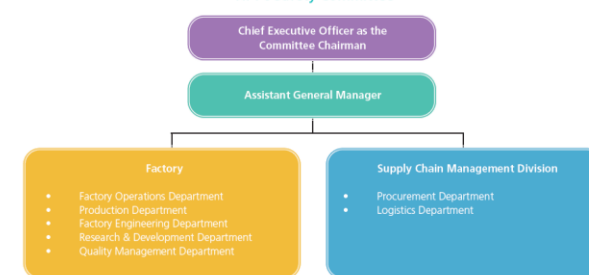 Chief Executive Officer as the
Committee Chairman
Assistant General Manager
Factory
• Factory Operations Department
• Production Department
• Factory Engineering Department
• Research & Development Department
• Quality Management Department
Supply Chain Management Division
• Procurement Department
• Logistics Department